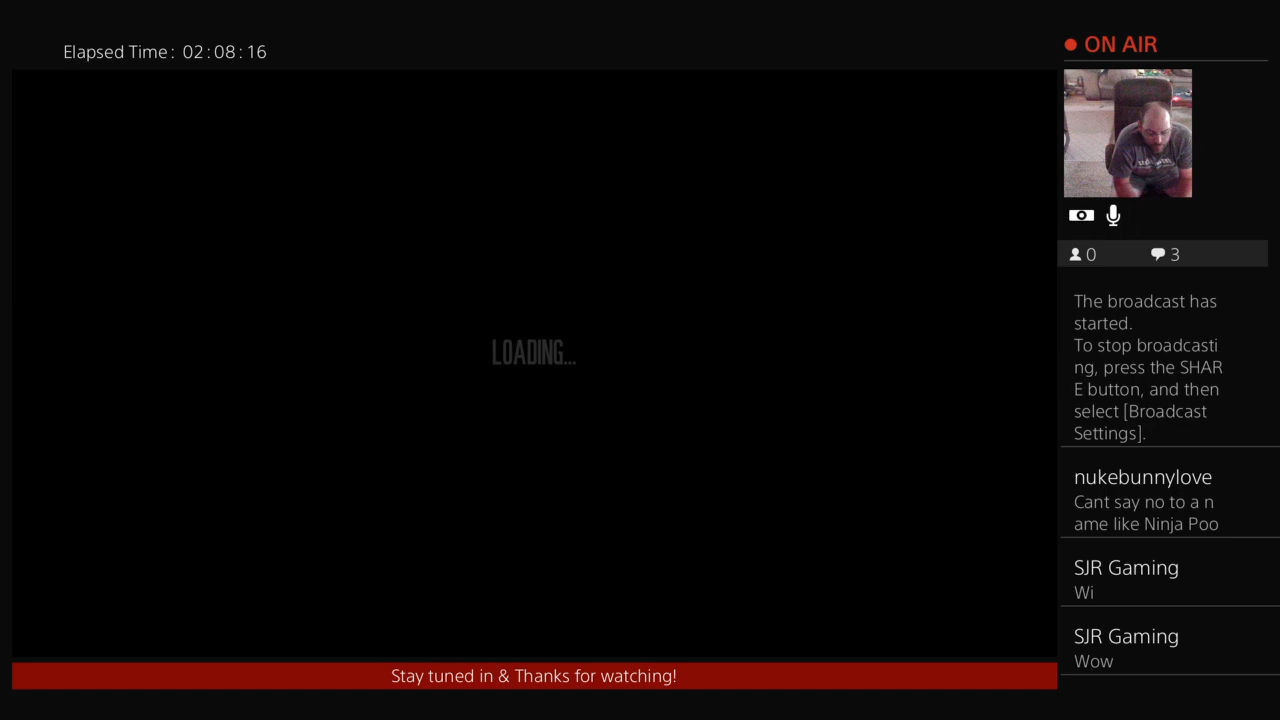 Elapsed Time: 02:08:16
ON AIR
0 3
The broadcast has
started.
To stop broadcasti
ng, press the SHAR
E button, and then
select [Broadcast
Settings].
nukebunnylove
Cant say no to a n
ame like Ninja Poo
SJR Gaming
Wi
SJR Gaming
Wow
LOADING...
Stay tuned in & Thanks for watching!